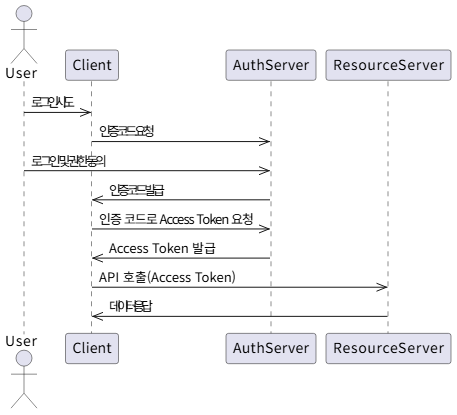 User
Client
AuthServer
ResourceServer
로그인 시도
인증 코드 요청
로그인 및 권한 동의
인증 코드 발급
인증 코드로 Access Token 요청
Access Token 발급
API 호출(Access Token)
데이터 응답
User
Client
AuthServer
ResourceServer